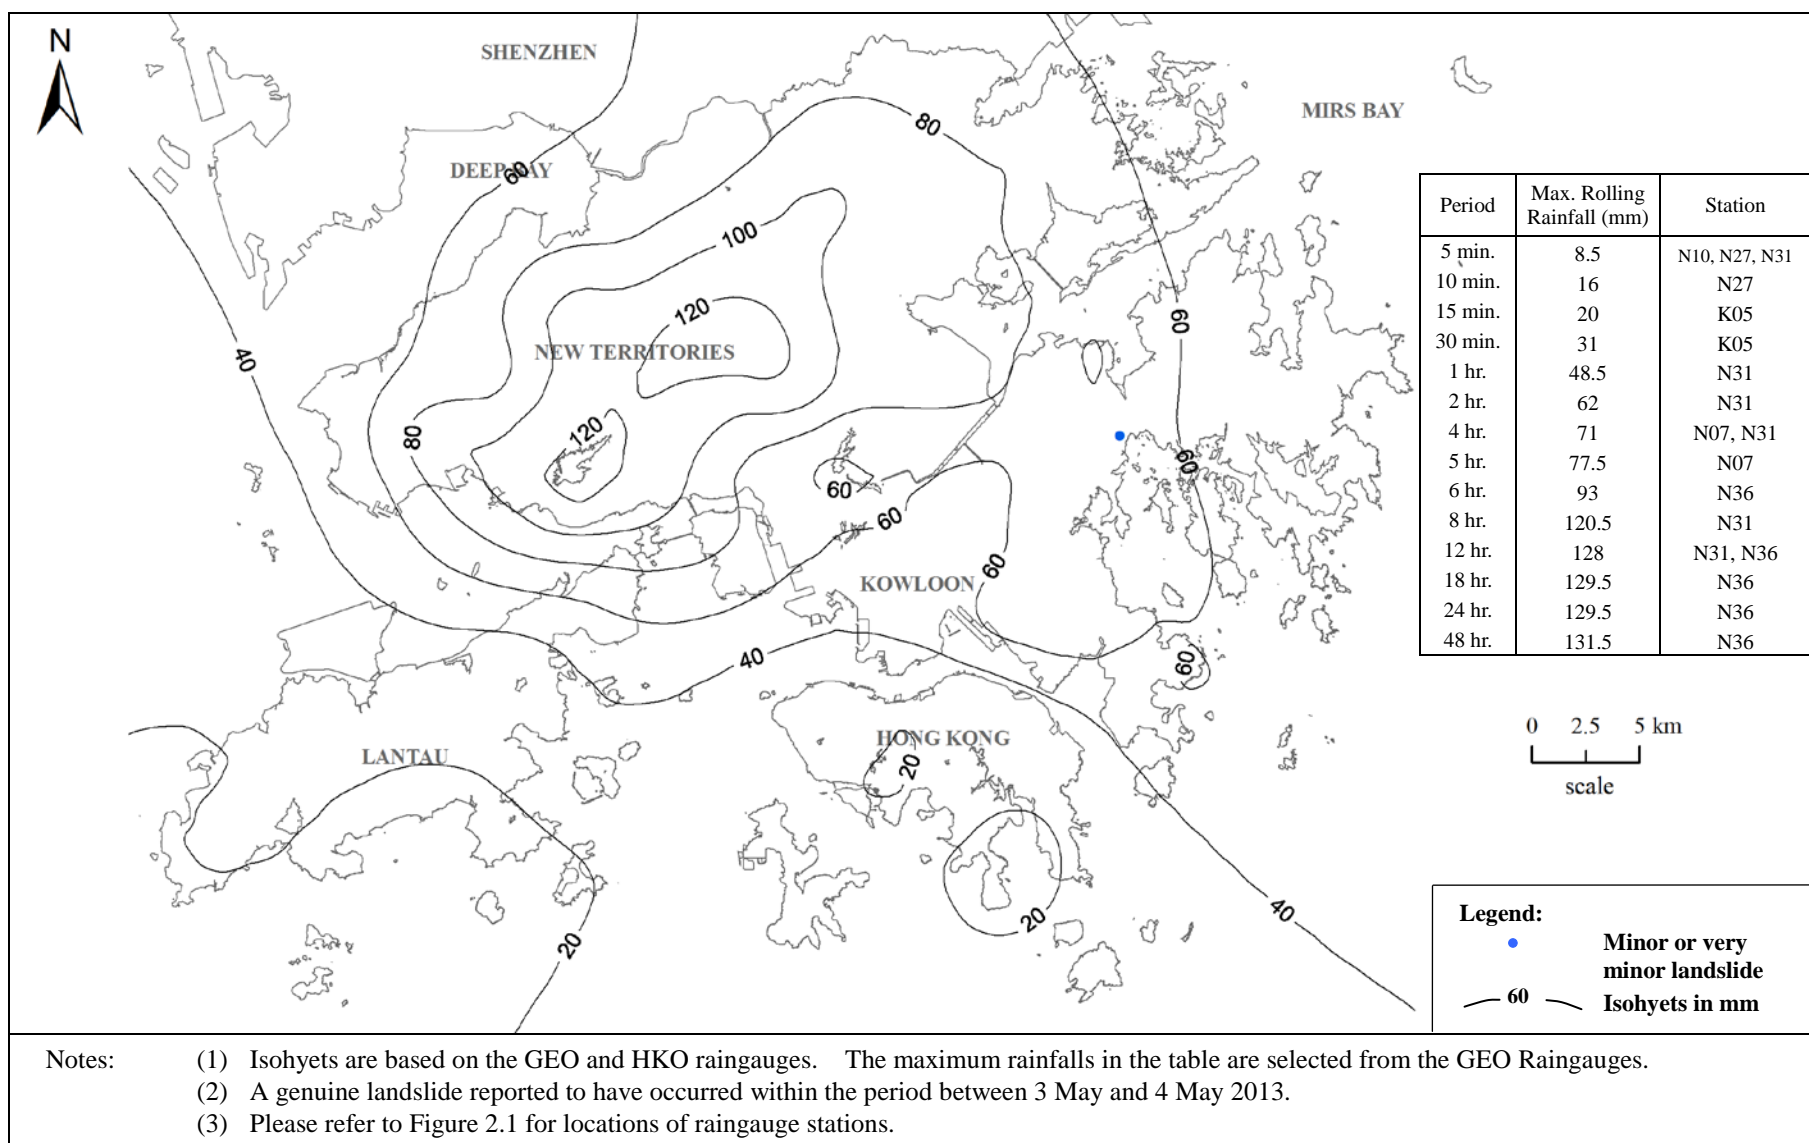 N
SHENZHEN
MIRS BAY
80
DEEP BAY
60
100
120
NEW TERRITORIES
60
40
120
80
60
60
60
60
KOWLOON
40
60
HONG KONG
20
LANTAU
20
40
20
Period Max. Rolling Rainfall (mm) Station
5 min. 8.5 N10, N27, N31
10 min. 16 N27
15 min. 20 K05
30 min. 31 K05
1 hr. 48.5 N31
2 hr. 62 N31
4 hr. 71 N07, N31
5 hr. 77.5 N07
6 hr. 93 N36
8 hr. 120.5 N31
12 hr. 128 N31, N36
18 hr. 129.5 N36
24 hr. 129.5 N36
48 hr. 131.5 N36
0 2.5 5 km
scale
Legend:
Minor or very
minor landslide
60 Isohyets in mm
Notes: (1) Isohyets are based on the GEO and HKO raingauges. The maximum rainfalls in the table are selected from the GEO Raingauges.
(2) A genuine landslide reported to have occurred within the period between 3 May and 4 May 2013.
(3) Please refer to Figure 2.1 for locations of raingauge stations.